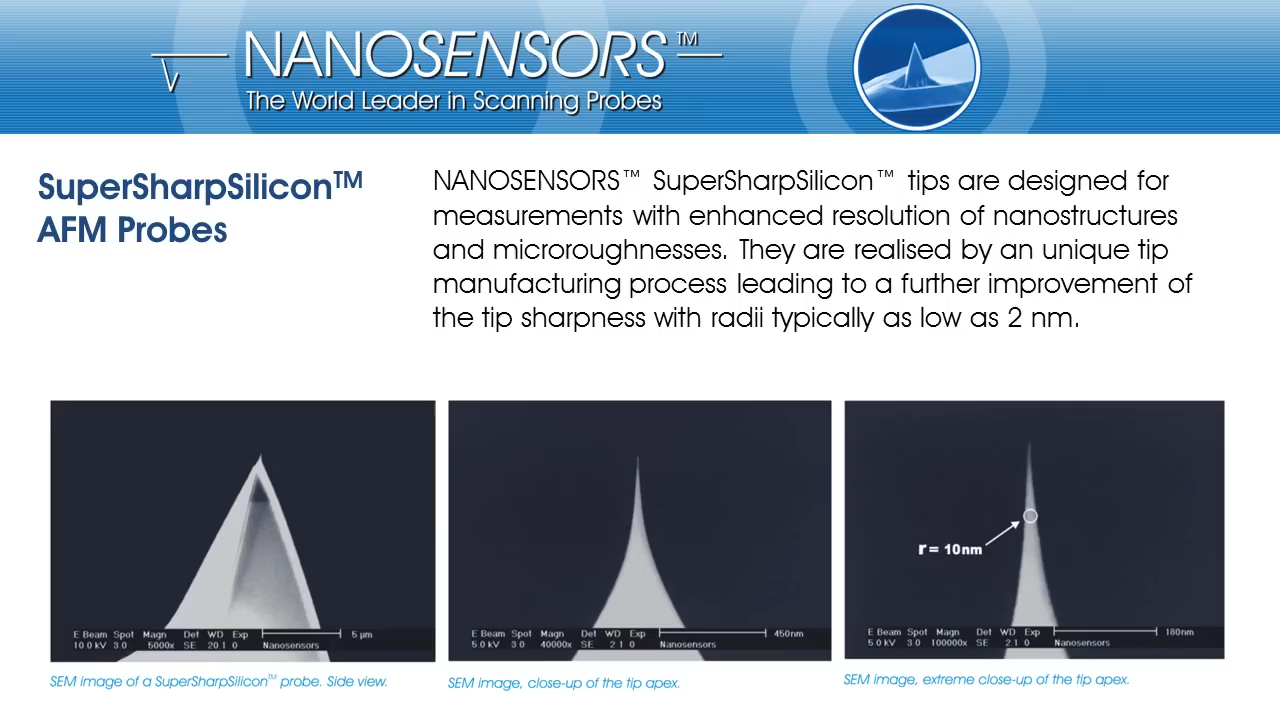 NANOSENSORS™
The World Leader in Scanning Probes
SuperSharpSilicon™
AFM Probes
NANOSENSORS™ SuperSharpSilicon™ tips are designed for
measurements with enhanced resolution of nanostructures
and microroughnesses. They are realised by an unique tip
manufacturing process leading to a further improvement of
the tip sharpness with radii typically as low as 2 nm.
E Beam Spot Magn Det WD Exp 5 µm
10.0 kV 3.0 5000x SE 20.1 0 Nanosensors
SEM image of a SuperSharpSilicon™ probe. Side view.
E Beam Spot Magn Det WD Exp 450nm
5.0 kV 3.0 40000x SE 2.1 0 Nanosensors
SEM image, close-up of the tip apex.
r = 10nm
E Beam Spot Magn Det WD Exp 180nm
5.0 kV 3.0 100000x SE 2.1 0 Nanosensors
SEM image, extreme close-up of the tip apex.